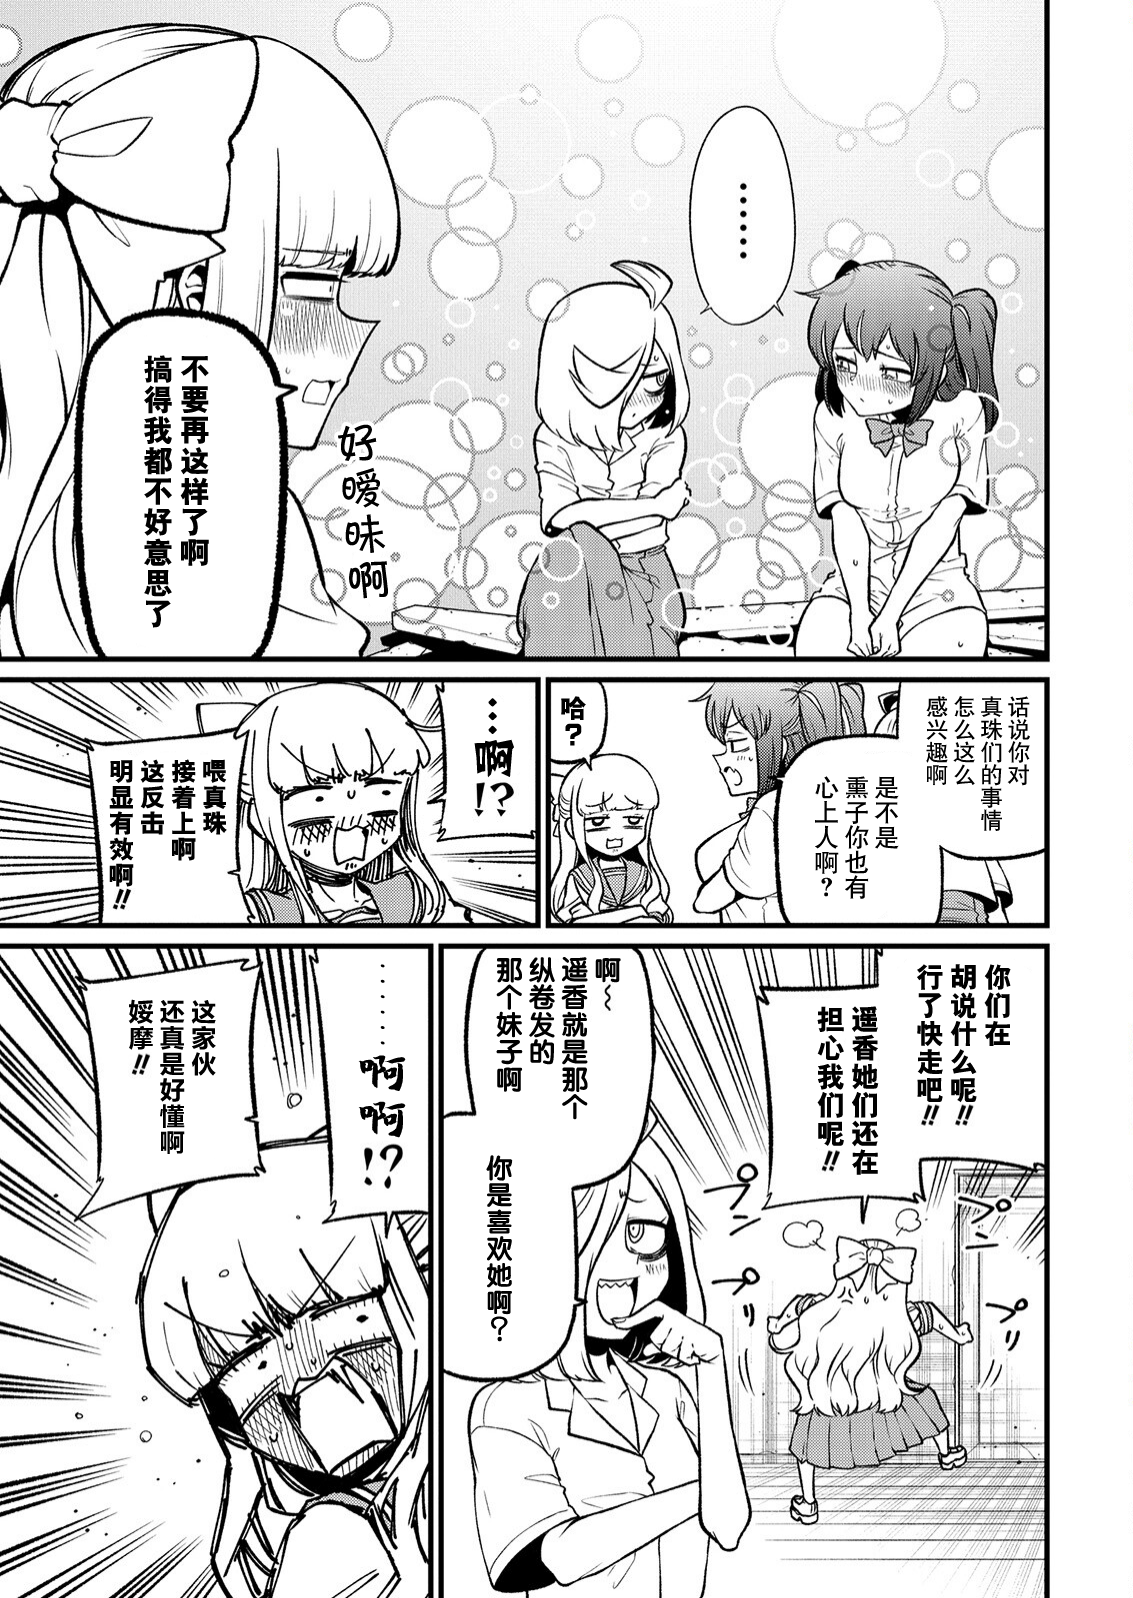 ………
好暧昧啊
不要再这样了啊
搞得我都不好意思了
话说你对
真珠们的事情
怎么这么
感兴趣啊
是不是
熏子你也有
心上人啊?
哈?
…啊!?
喂真珠
接着上啊
这反击
明显有效啊!!
你们在
胡说什么呢!!
行了快走吧!!
遥香她们还在
担心我们呢!!
プン
プン
啊~
遥香就是那个
纵卷发的
那个妹子啊
你是喜欢她啊?
………啊啊!?
这家伙
还真是好懂啊
婑摩!!